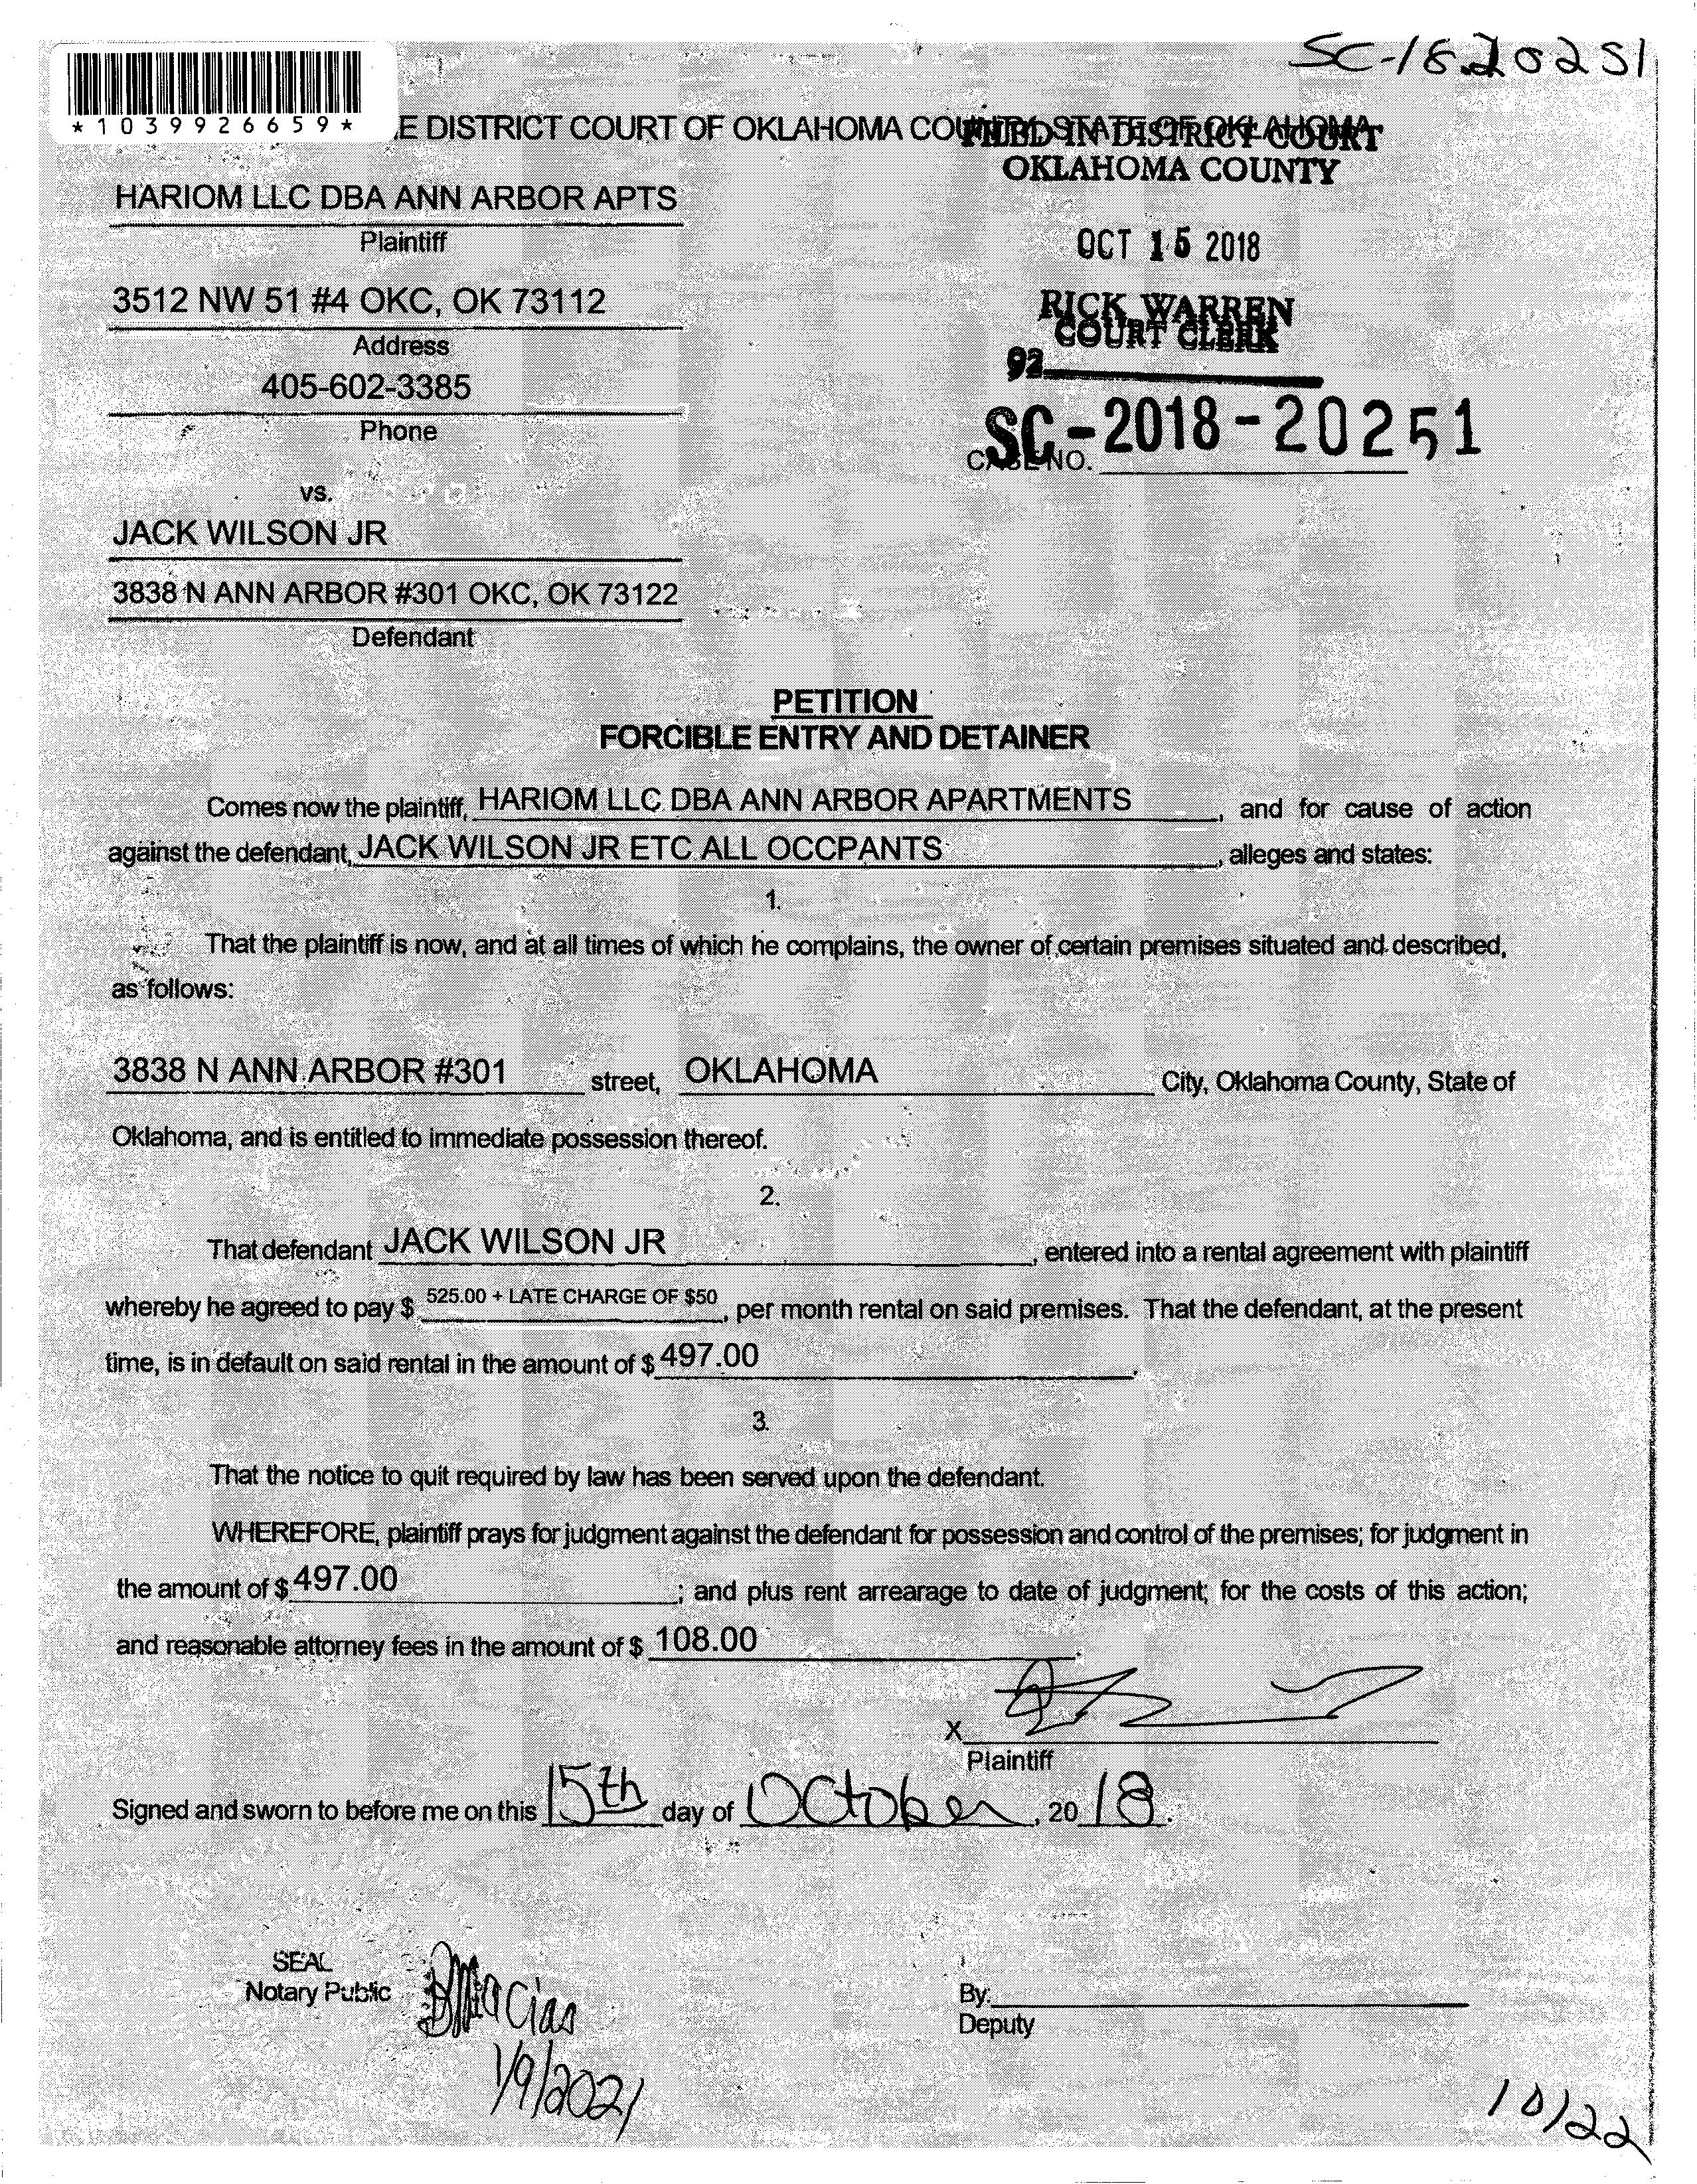 SC-18-20251
*1039926659*
E DISTRICT COURT OF OKLAHOMA COUNTY, STATE OF OKLAHOMA
FILED IN DISTRICT COURT
OKLAHOMA COUNTY
HARIOM LLC DBA ANN ARBOR APTS
Plaintiff
OCT 15 2018
3512 NW 51 #4 OKC, OK 73112
RICK WARREN
COURT CLERK
Address
92
405-602-3385
Phone
SC-2018-20251
CASE NO.
vs.
JACK WILSON JR
3838 N ANN ARBOR #301 OKC, OK 73122
Defendant
PETITION
FORCIBLE ENTRY AND DETAINER
Comes now the plaintiff, HARIOM LLC DBA ANN ARBOR APARTMENTS, and for cause of action
against the defendant, JACK WILSON JR ETC ALL OCCPANTS, alleges and states:
1.
That the plaintiff is now, and at all times of which he complains, the owner of certain premises situated and described,
as follows:
3838 N ANN ARBOR #301 street, OKLAHOMA City, Oklahoma County, State of
Oklahoma, and is entitled to immediate possession thereof.
2.
That defendant JACK WILSON JR, entered into a rental agreement with plaintiff
whereby he agreed to pay $ 525.00 + LATE CHARGE OF $50, per month rental on said premises. That the defendant, at the present
time, is in default on said rental in the amount of $ 497.00.
3.
That the notice to quit required by law has been served upon the defendant.
WHEREFORE, plaintiff prays for judgment against the defendant for possession and control of the premises; for judgment in
the amount of $ 497.00; and plus rent arrearage to date of judgment; for the costs of this action;
and reasonable attorney fees in the amount of $ 108.00.
X
Plaintiff
Signed and sworn to before me on this 15th day of October, 2018.
SEAL
Notary Public Macias
By:
Deputy
1/9/2021
10/22